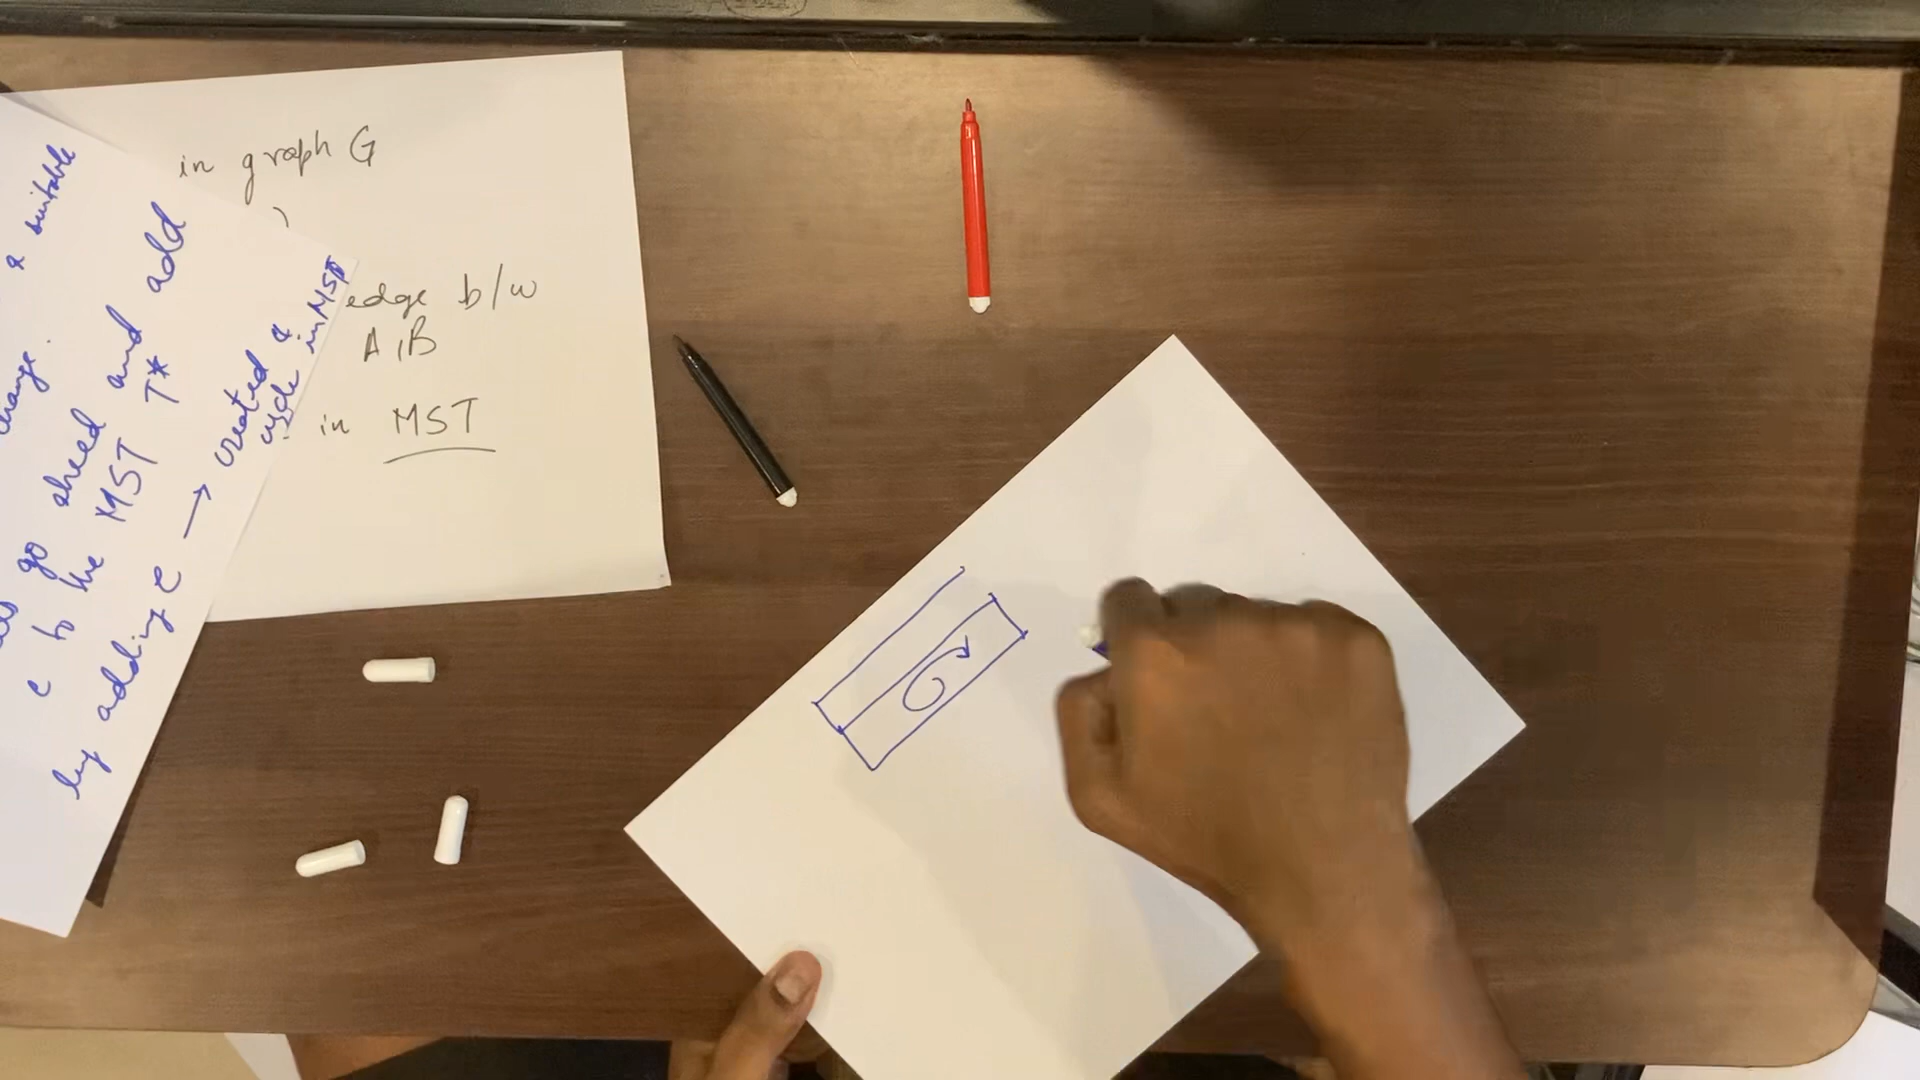 in graph G
edge b/w
A, B
in MST
a suitable
change.
go ahead and add
e to the MST T*
by adding e → created a
cycle in MST